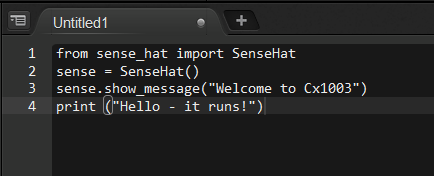 Untitled1
1 from sense_hat import SenseHat
2 sense = SenseHat()
3 sense.show_message("Welcome to Cx1003")
4 print ("Hello - it runs!")